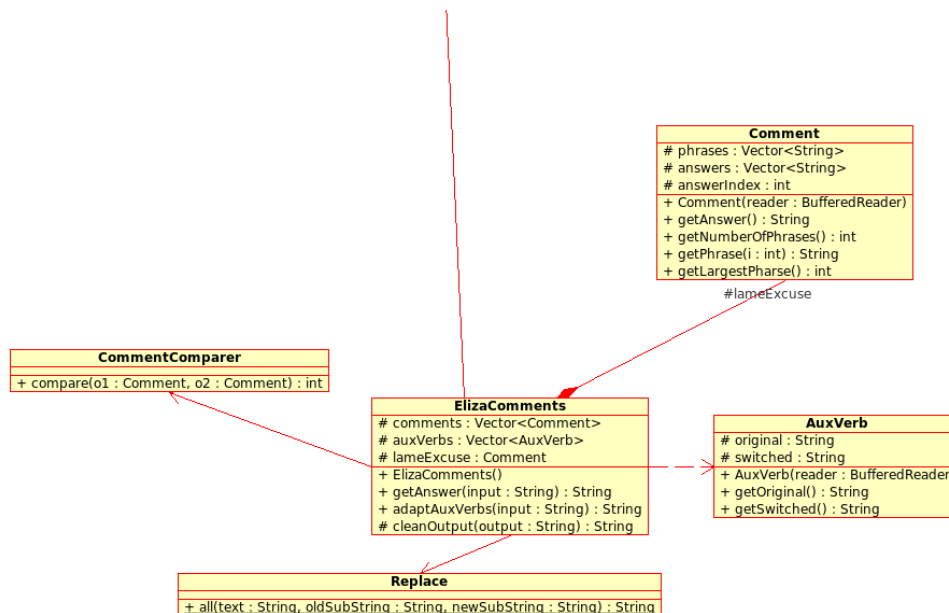 Comment
# phrases : Vector<String>
# answers : Vector<String>
# answerIndex : int
+ Comment(reader : BufferedReader)
+ getAnswer() : String
+ getNumberOfPhrases() : int
+ getPhrase(i : int) : String
+ getLargestPharse() : int
#lameExcuse
CommentComparer
+ compare(o1 : Comment, o2 : Comment) : int
ElizaComments
# comments : Vector<Comment>
# auxVerbs : Vector<AuxVerb>
# lameExcuse : Comment
+ ElizaComments()
+ getAnswer(input : String) : String
+ adaptAuxVerbs(input : String) : String
# cleanOutput(output : String) : String
AuxVerb
# original : String
# switched : String
+ AuxVerb(reader : BufferedReader
+ getOriginal() : String
+ getSwitched() : String
Replace
+ all(text : String, oldSubString : String, newSubString : String) : String